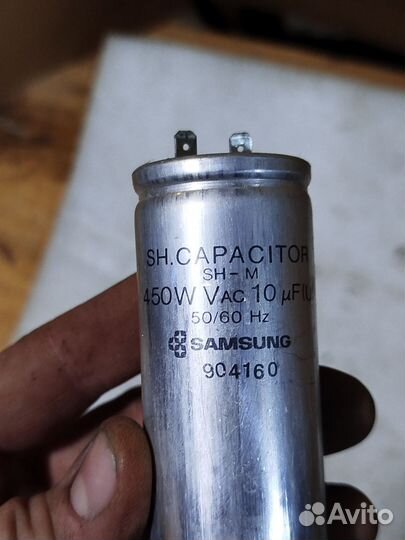 SH.CAPACITOR
SH-M
450W VAC 10 µF(U
50/60 Hz
SAMSUNG
904160
Avito